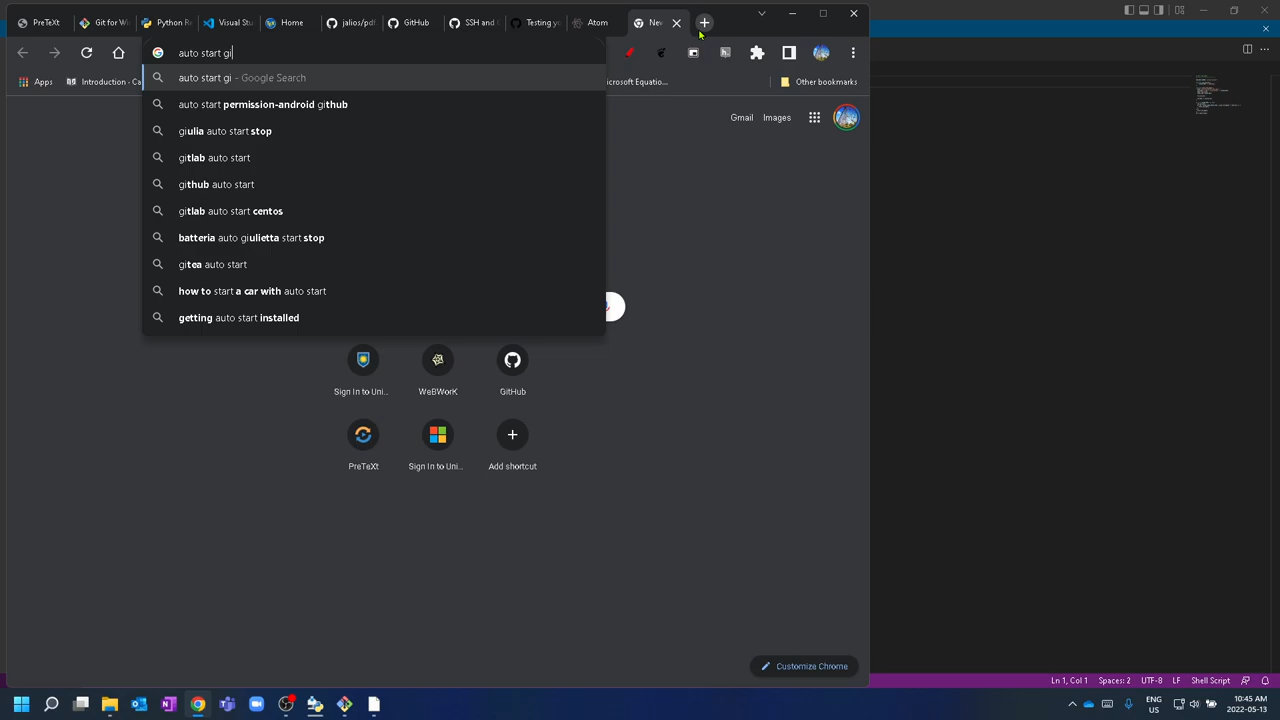 PreTeXt
Git for Wi
Python Re
Visual Stu
Home
jalios/pdf
GitHub
SSH and
Testing yo
Atom
New
auto start gi
auto start gi - Google Search
auto start permission-android github
giulia auto start stop
gitlab auto start
github auto start
gitlab auto start centos
batteria auto giulietta start stop
gitea auto start
how to start a car with auto start
getting auto start installed
Apps
Introduction - Ca
icrosoft Equatio...
Other bookmarks
Gmail
Images
Sign In to Uni...
WeBWorK
GitHub
PreTeXt
Sign In to Uni...
Add shortcut
Customize Chrome
Ln 1, Col 1
Spaces: 2
UTF-8
LF
Shell Script
ENG
US
10:45 AM
2022-05-13